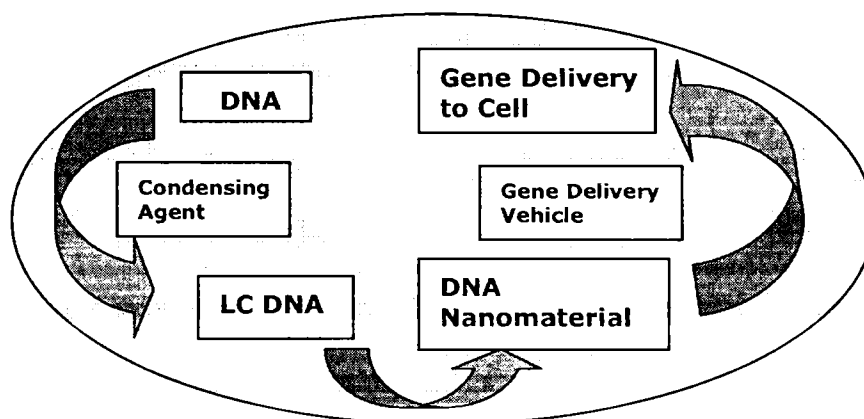 DNA
Condensing
Agent
LC DNA
DNA
Nanomaterial
Gene Delivery
Vehicle
Gene Delivery
to Cell